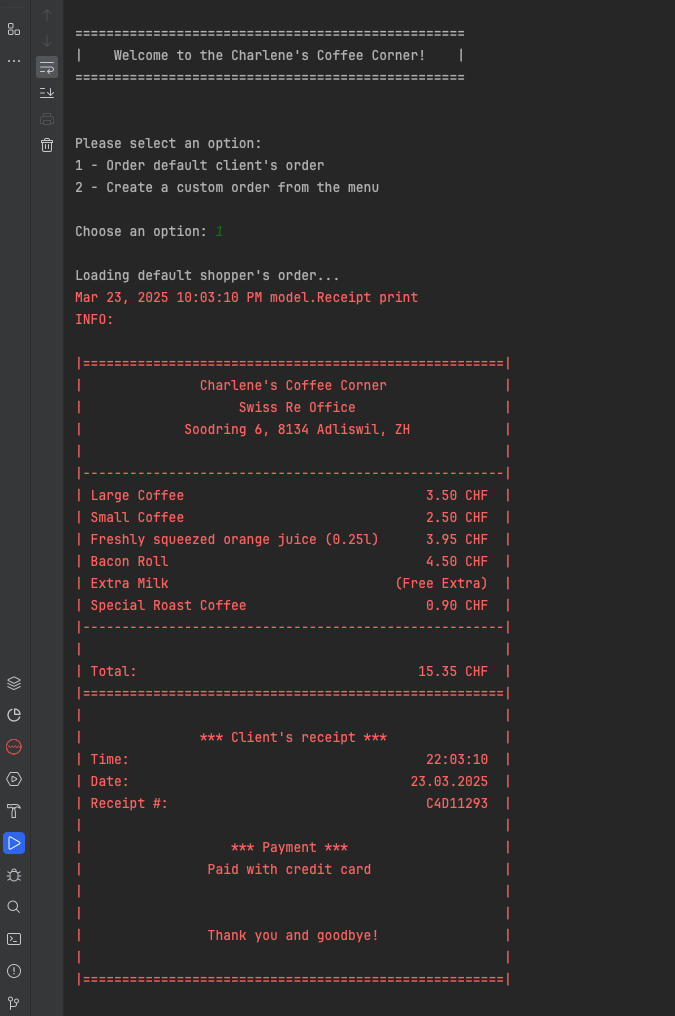 ==================================================
|    Welcome to the Charlene's Coffee Corner!    |
==================================================
Please select an option:
1 - Order default client's order
2 - Create a custom order from the menu
Choose an option: 1
Loading default shopper's order...
Mar 23, 2025 10:03:10 PM model.Receipt print
INFO:
|======================================================|
|               Charlene's Coffee Corner               |
|                    Swiss Re Office                   |
|             Soodring 6, 8134 Adliswil, ZH            |
|                                                      |
|------------------------------------------------------|
| Large Coffee                               3.50 CHF  |
| Small Coffee                               2.50 CHF  |
| Freshly squeezed orange juice (0.25l)      3.95 CHF  |
| Bacon Roll                                 4.50 CHF  |
| Extra Milk                             (Free Extra)  |
| Special Roast Coffee                       0.90 CHF  |
|------------------------------------------------------|
|                                                      |
| Total:                                    15.35 CHF  |
|======================================================|
|                                                      |
|               *** Client's receipt ***               |
| Time:                                      22:03:10  |
| Date:                                    23.03.2025  |
| Receipt #:                                 C4D11293  |
|                                                      |
|                   *** Payment ***                    |
|                Paid with credit card                 |
|                                                      |
|                                                      |
|                Thank you and goodbye!                |
|                                                      |
|======================================================|